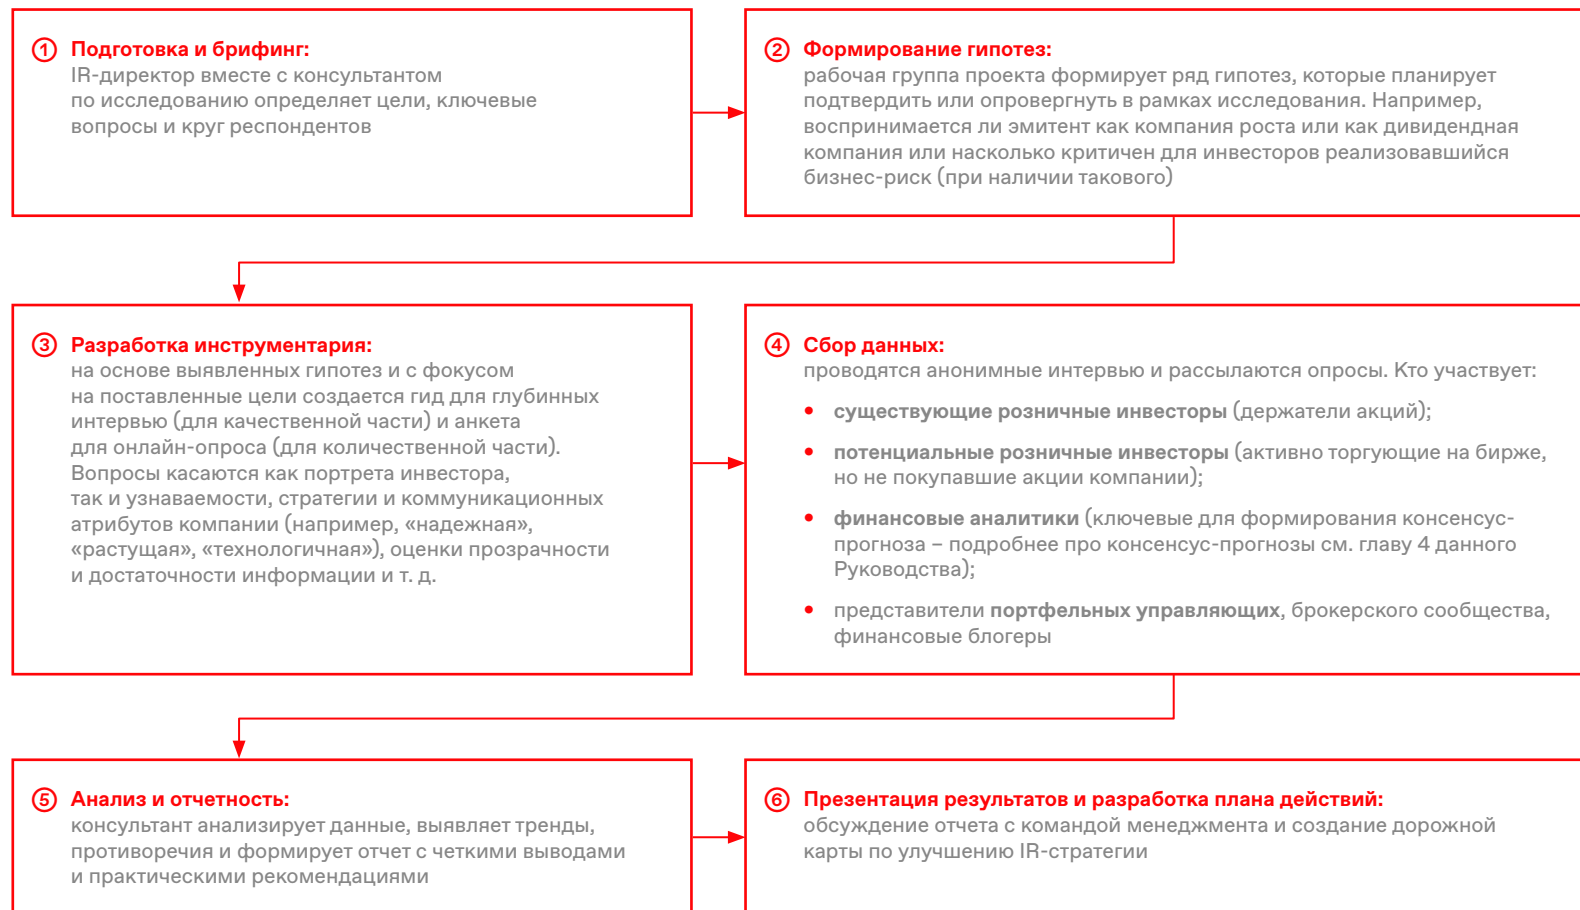 ① Подготовка и брифинг:
IR-директор вместе с консультантом
по исследованию определяет цели, ключевые
вопросы и круг респондентов
② Формирование гипотез:
рабочая группа проекта формирует ряд гипотез, которые планирует
подтвердить или опровергнуть в рамках исследования. Например,
воспринимается ли эмитент как компания роста или как дивидендная
компания или насколько критичен для инвесторов реализовавшийся
бизнес-риск (при наличии такового)
③ Разработка инструментария:
на основе выявленных гипотез и с фокусом
на поставленные цели создается гид для глубинных
интервью (для качественной части) и анкета
для онлайн-опроса (для количественной части).
Вопросы касаются как портрета инвестора,
так и узнаваемости, стратегии и коммуникационных
атрибутов компании (например, «надежная»,
«растущая», «технологичная»), оценки прозрачности
и достаточности информации и т. д.
④ Сбор данных:
проводятся анонимные интервью и рассылаются опросы. Кто участвует:
• существующие розничные инвесторы (держатели акций);
• потенциальные розничные инвесторы (активно торгующие на бирже,
но не покупавшие акции компании);
• финансовые аналитики (ключевые для формирования консенсус-
прогноза – подробнее про консенсус-прогнозы см. главу 4 данного
Руководства);
• представители портфельных управляющих, брокерского сообщества,
финансовые блогеры
⑤ Анализ и отчетность:
консультант анализирует данные, выявляет тренды,
противоречия и формирует отчет с четкими выводами
и практическими рекомендациями
⑥ Презентация результатов и разработка плана действий:
обсуждение отчета с командой менеджмента и создание дорожной
карты по улучшению IR-стратегии